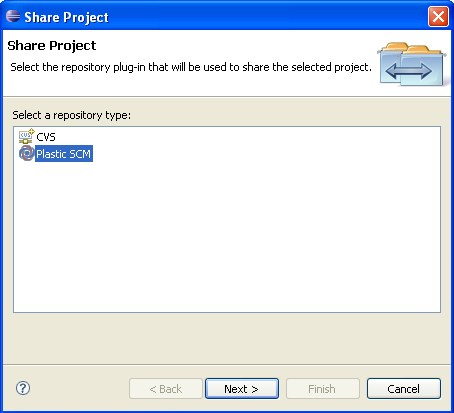 Share Project
Share Project
Select the repository plug-in that will be used to share the selected project.
Select a repository type:
CVS
Plastic SCM
?
< Back
Next >
Finish
Cancel